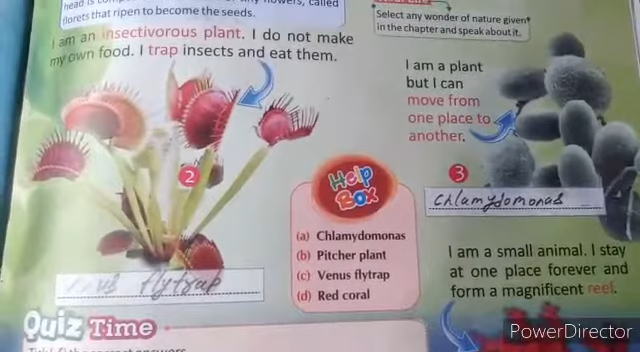 florets that ripen to become the seeds.
Select any wonder of nature given
in the chapter and speak about it.
I am an insectivorous plant. I do not make
my own food. I trap insects and eat them.
I am a plant
but I can
move from
one place to
another.
2
3
Help
Box
Chlamydomonas
(a) Chlamydomonas
(b) Pitcher plant
(c) Venus flytrap
(d) Red coral
flytrap
I am a small animal. I stay
at one place forever and
form a magnificent reef.
Quiz Time
PowerDirector